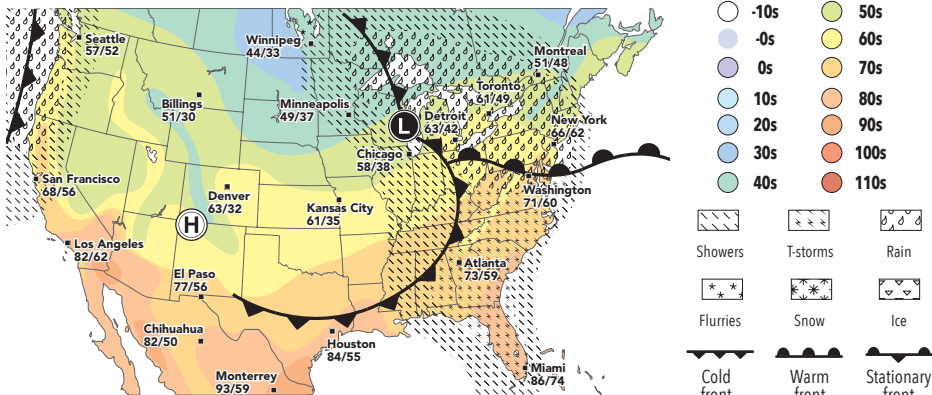 Seattle
57/52
Winnipeg
44/33
Montreal
51/48
Billings
51/30
Minneapolis
49/37
Toronto
61/49
L
Detroit
63/42
New York
66/62
Chicago
58/38
San Francisco
68/56
Denver
63/32
Kansas City
61/35
Washington
71/60
H
Los Angeles
82/62
El Paso
77/56
Atlanta
73/59
Chihuahua
82/50
Houston
84/55
Monterrey
93/59
Miami
86/74
-10s
50s
-0s
60s
0s
70s
10s
80s
20s
90s
30s
100s
40s
110s
Showers
T-storms
Rain
Flurries
Snow
Ice
Cold
front
Warm
front
Stationary
front